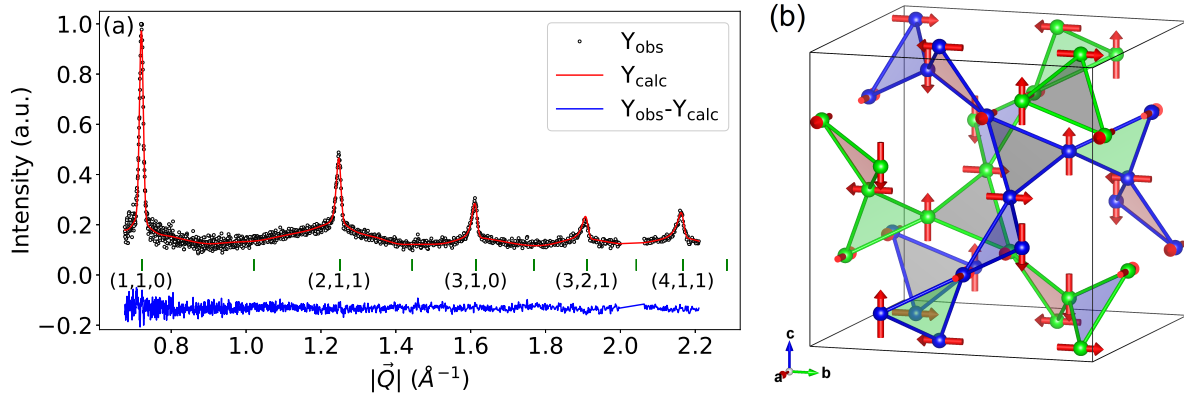 (a)
Y_obs
Y_calc
Y_obs-Y_calc
Intensity (a.u.)
1.0
0.8
0.6
0.4
0.2
0.0
−0.2
(1,1,0)
(2,1,1)
(3,1,0)
(3,2,1)
(4,1,1)
0.8
1.0
1.2
1.4
1.6
1.8
2.0
2.2
|Q⃗| (Å⁻¹)
(b)
c
a
b